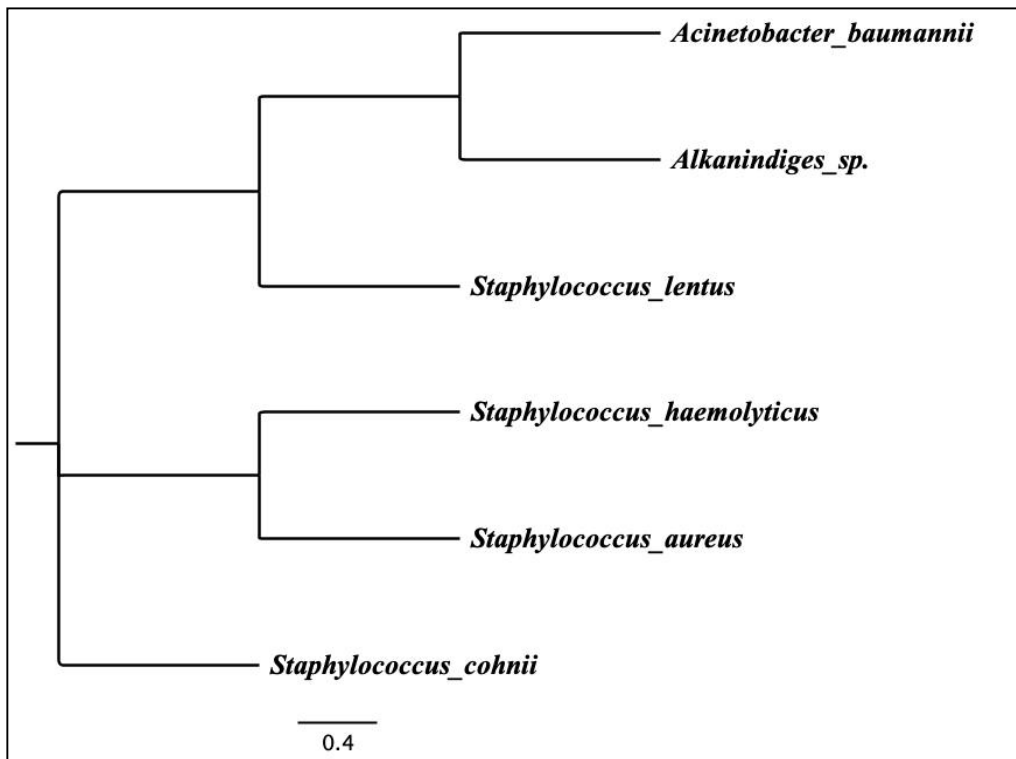 Acinetobacter_baumannii
Alkanindiges_sp.
Staphylococcus_lentus
Staphylococcus_haemolyticus
Staphylococcus_aureus
Staphylococcus_cohnii
0.4